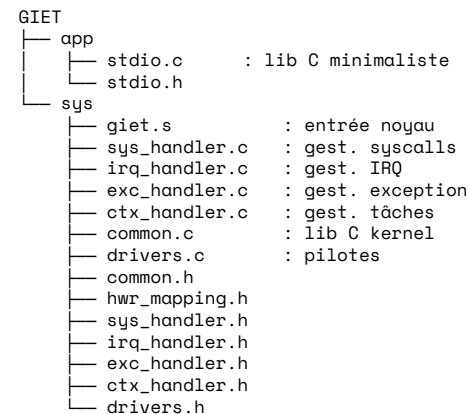 GIET
├── app
│   ├── stdio.c      : lib C minimaliste
│   └── stdio.h
└── sys
    ├── giet.s         : entrée noyau
    ├── sys_handler.c  : gest. syscalls
    ├── irq_handler.c  : gest. IRQ
    ├── exc_handler.c  : gest. exception
    ├── ctx_handler.c  : gest. tâches
    ├── common.c       : lib C kernel
    ├── drivers.c      : pilotes
    ├── common.h
    ├── hwr_mapping.h
    ├── sys_handler.h
    ├── irq_handler.h
    ├── exc_handler.h
    ├── ctx_handler.h
    └── drivers.h